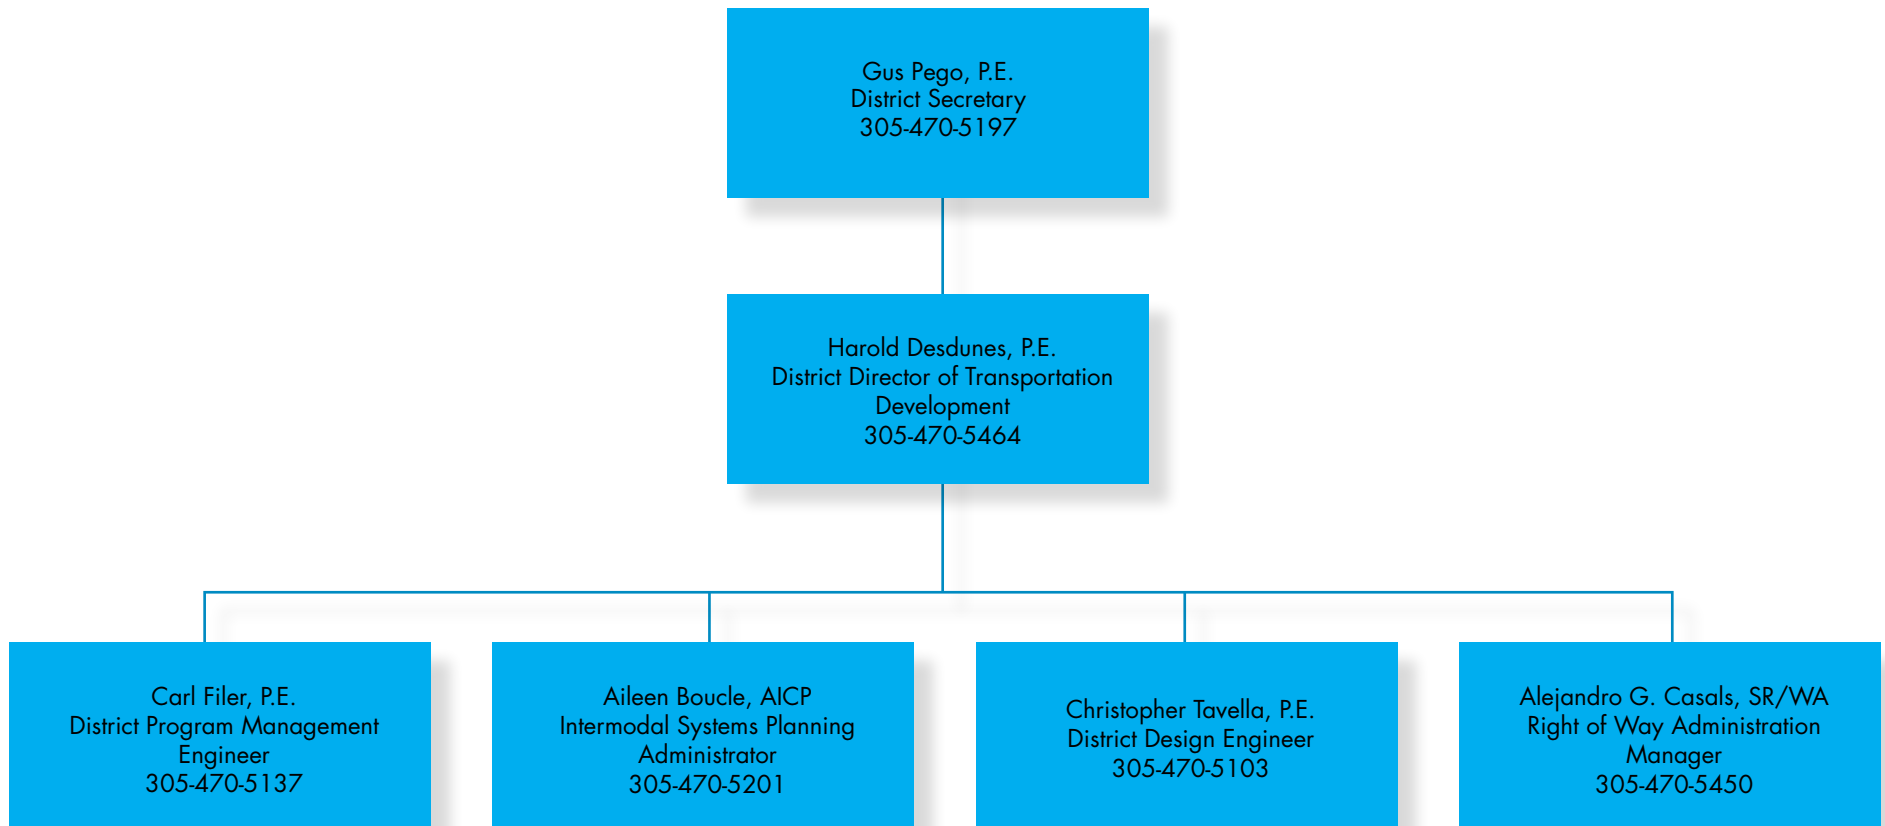 Gus Pego, P.E.
District Secretary
305-470-5197
Harold Desdunes, P.E.
District Director of Transportation
Development
305-470-5464
Carl Filer, P.E.
District Program Management
Engineer
305-470-5137
Aileen Boucle, AICP
Intermodal Systems Planning
Administrator
305-470-5201
Christopher Tavella, P.E.
District Design Engineer
305-470-5103
Alejandro G. Casals, SR/WA
Right of Way Administration
Manager
305-470-5450